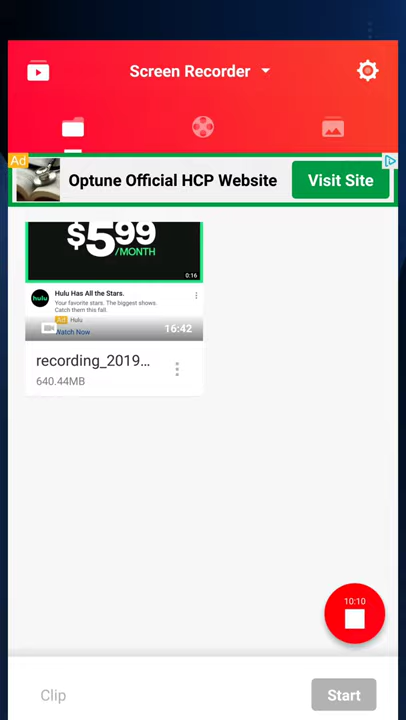 Screen Recorder
Ad
Optune Official HCP Website
Visit Site
$5.99
/MONTH
0:16
hulu
Hulu Has All the Stars.
Your favorite stars. The biggest shows.
Catch them this fall.
Ad Hulu
Watch Now
16:42
recording_2019...
640.44MB
10:10
Clip
Start